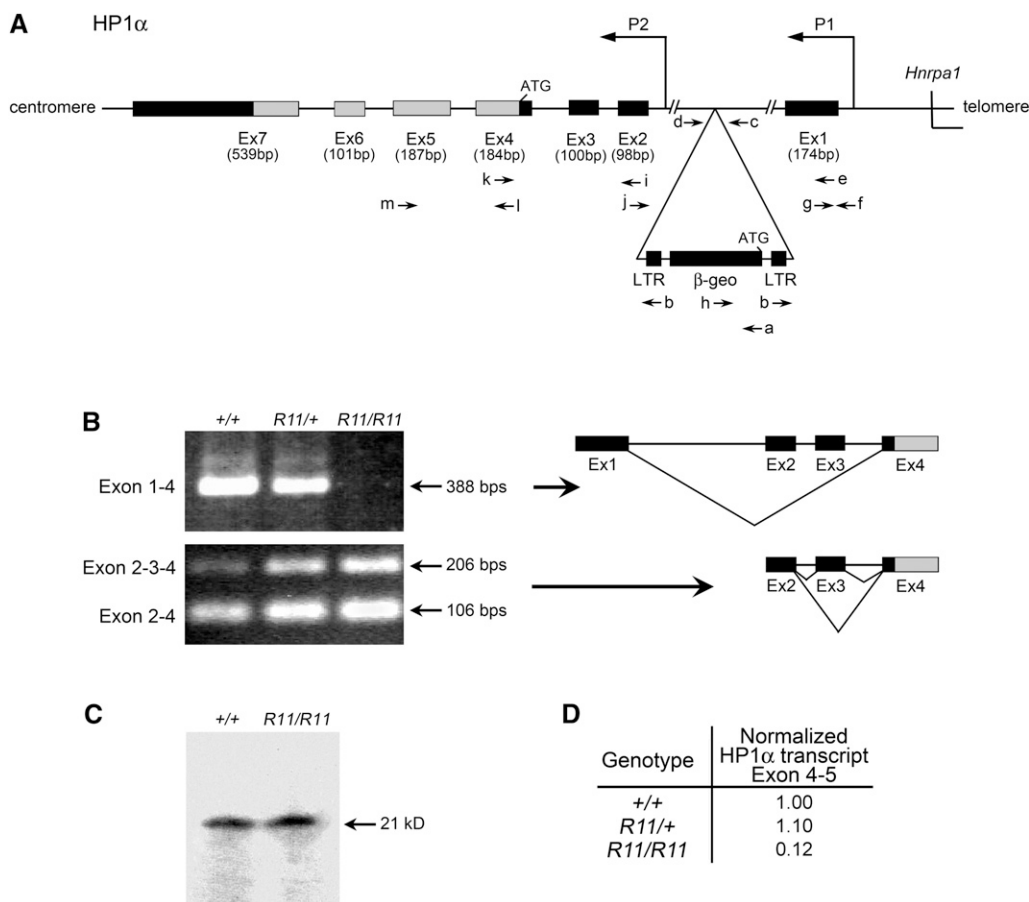 A
HP1α
P2
P1
Hnrpa1
ATG
centromere
telomere
d
c
Ex7
(539bp)
Ex6
(101bp)
Ex5
(187bp)
Ex4
(184bp)
Ex3
(100bp)
Ex2
(98bp)
Ex1
(174bp)
k
i
e
m
l
j
g
f
ATG
LTR
β-geo
LTR
b
h
b
a
B
+/+
R11/+
R11/R11
Exon 1-4
388 bps
Ex1
Ex2
Ex3
Ex4
Exon 2-3-4
206 bps
Exon 2-4
106 bps
Ex2
Ex3
Ex4
C
+/+
R11/R11
21 kD
D
Genotype
Normalized
HP1α transcript
Exon 4-5
+/+ 1.00
R11/+ 1.10
R11/R11 0.12